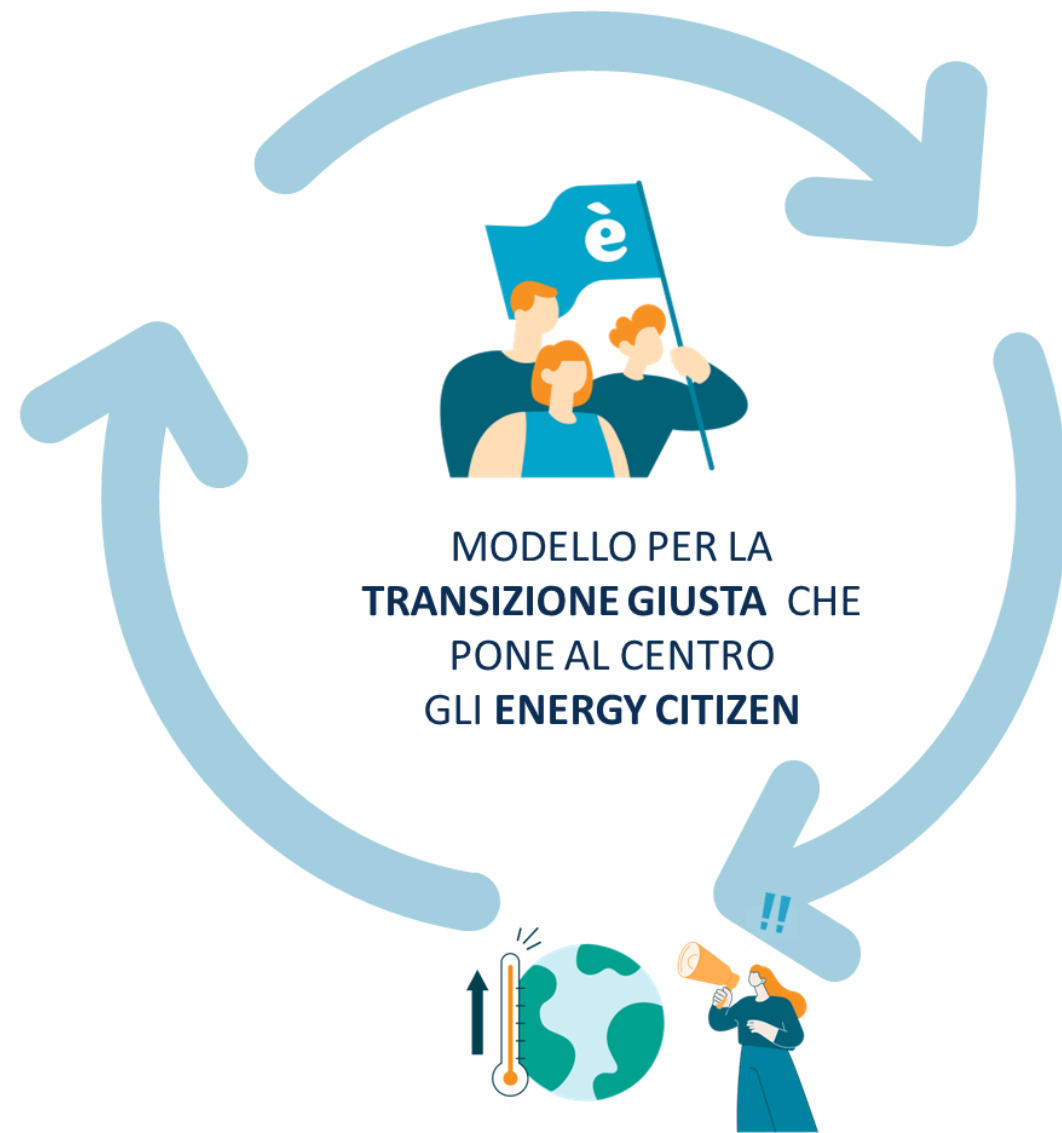 è
MODELLO PER LA
TRANSIZIONE GIUSTA CHE
PONE AL CENTRO
GLI ENERGY CITIZEN
!!